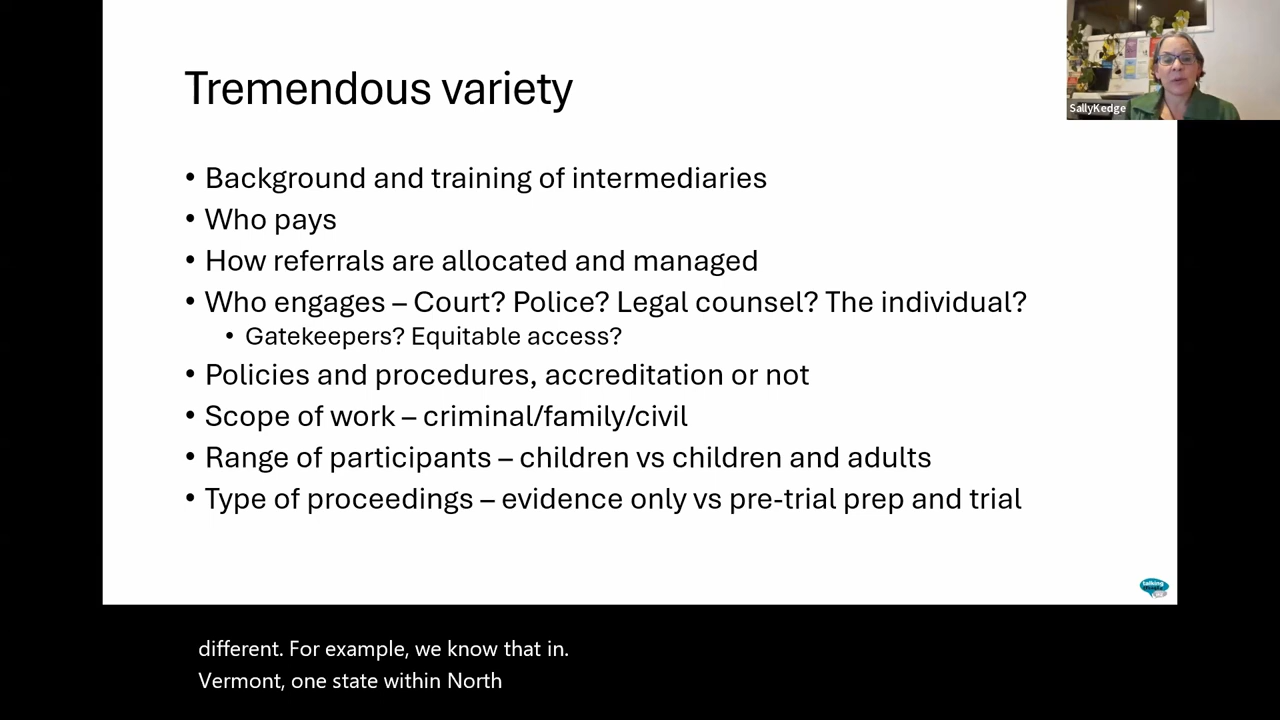 Tremendous variety
SallyKedge
• Background and training of intermediaries
• Who pays
• How referrals are allocated and managed
• Who engages – Court? Police? Legal counsel? The individual?
• Gatekeepers? Equitable access?
• Policies and procedures, accreditation or not
• Scope of work – criminal/family/civil
• Range of participants – children vs children and adults
• Type of proceedings – evidence only vs pre-trial prep and trial
talking
different. For example, we know that in.
Vermont, one state within North